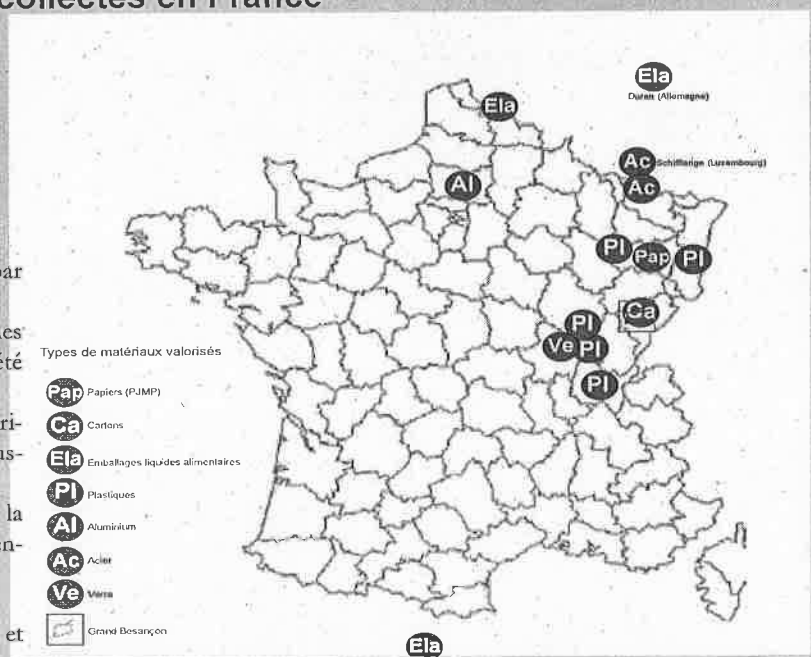 collectés en France
par
les
été
ri-
us-
la
en-
et
Types de matériaux valorisés
Pap Papiers (PJMP)
Ca Cartons
Ela Emballages liquides alimentaires
Pl Plastiques
Al Aluminium
Ac Acier
Ve Verre
Grand Besançon
Ela
Duren (Allemagne)
Ela
Ac Schifflange (Luxembourg)
Ac
Al
Pl
Pap
Pl
Ca
Pl
Ve
Pl
Pl
Ela